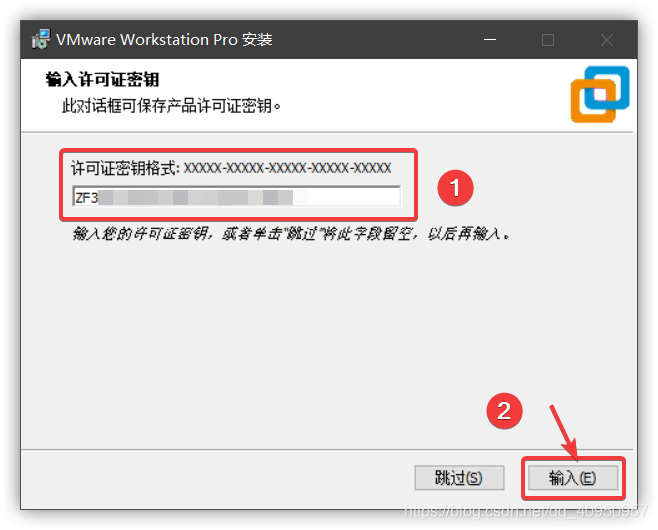 VMware Workstation Pro 安装
输入许可证密钥
此对话框可保存产品许可证密钥。
许可证密钥格式: XXXXX-XXXXX-XXXXX-XXXXX-XXXXX
ZF3
1
输入您的许可证密钥，或者单击"跳过"将此字段留空，以后再输入。
2
跳过(S)
输入(E)
https://blog.csdn.net/qq_40950957